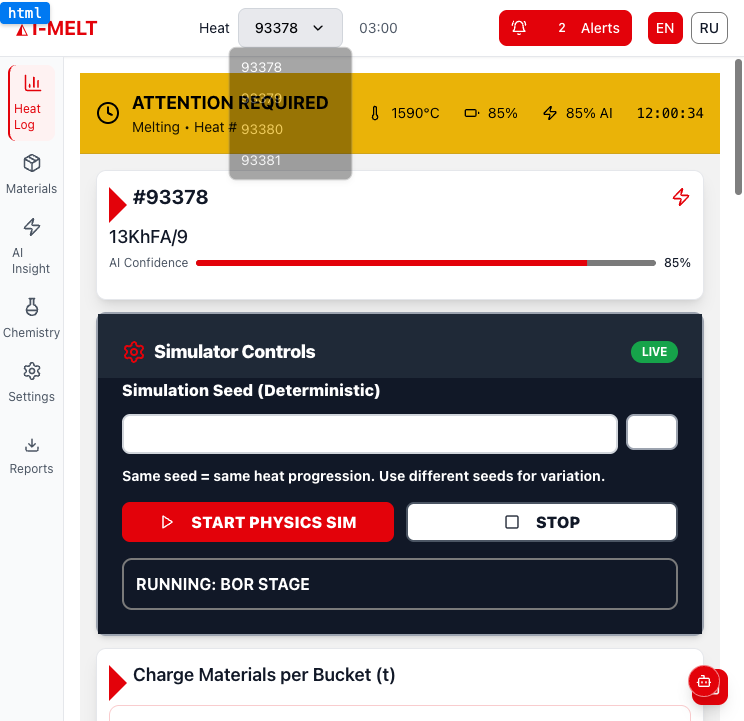 html
I-MELT
Heat 93378 03:00
2 Alerts
EN
RU
93378
93379
93380
93381
Heat
Log
Materials
AI
Insight
Chemistry
Settings
Reports
ATTENTION REQUIRED
Melting • Heat #
1590°C
85%
85% AI
12:00:34
#93378
13KhFA/9
AI Confidence
85%
Simulator Controls
LIVE
Simulation Seed (Deterministic)
Same seed = same heat progression. Use different seeds for variation.
START PHYSICS SIM
STOP
RUNNING: BOR STAGE
Charge Materials per Bucket (t)